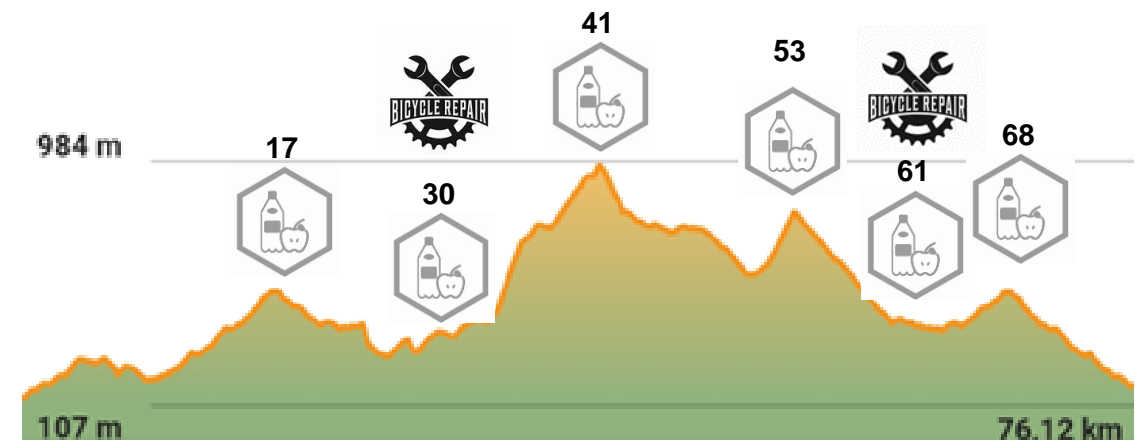 41
53
BICYCLE REPAIR
BICYCLE REPAIR
984 m
17
68
61
30
107 m
76.12 km